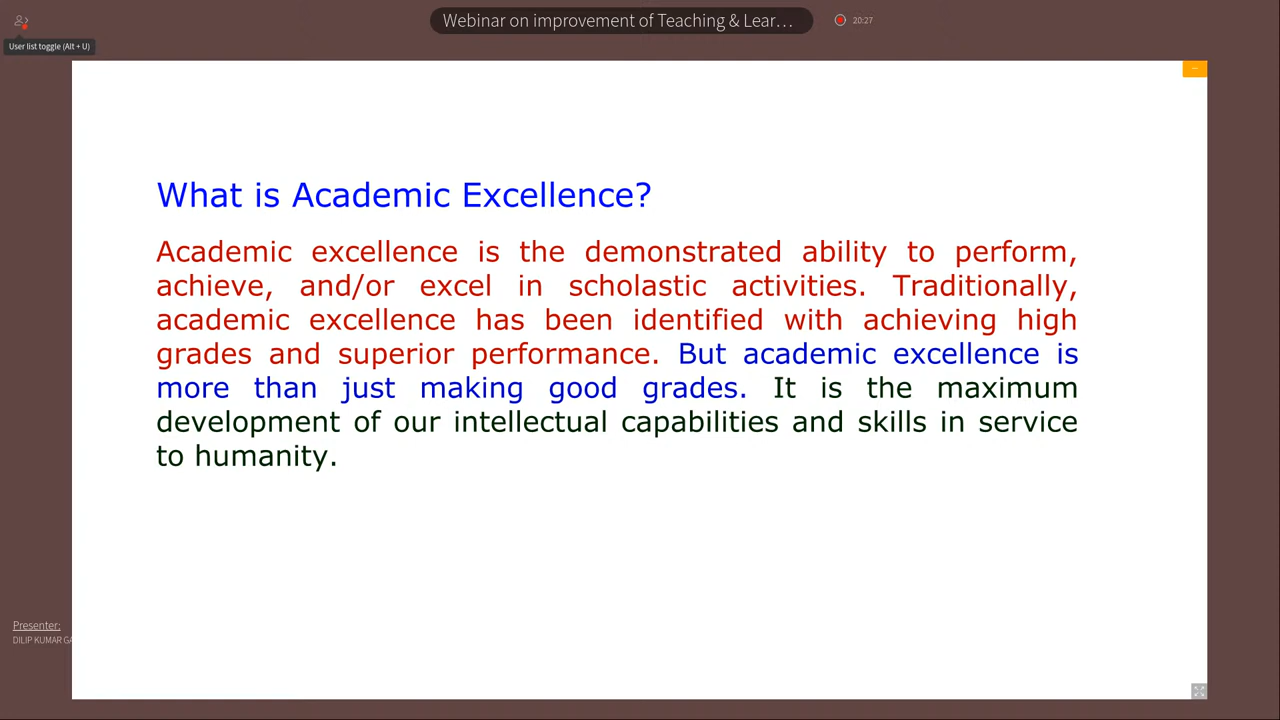 Webinar on improvement of Teaching & Lear...
20:27
User list toggle (Alt + U)
What is Academic Excellence?
Academic excellence is the demonstrated ability to perform,
achieve, and/or excel in scholastic activities. Traditionally,
academic excellence has been identified with achieving high
grades and superior performance. But academic excellence is
more than just making good grades. It is the maximum
development of our intellectual capabilities and skills in service
to humanity.
Presenter:
DILIP KUMAR GA